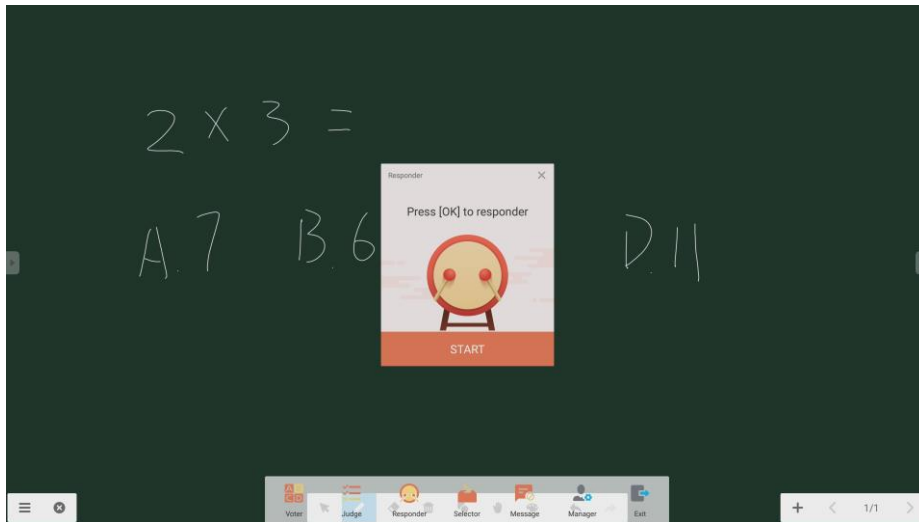 2 × 3 =
Responder
Press [OK] to responder
A.7 B.6 D.11
START
Voter Judge Responder Selector Message Manager Exit
1/1